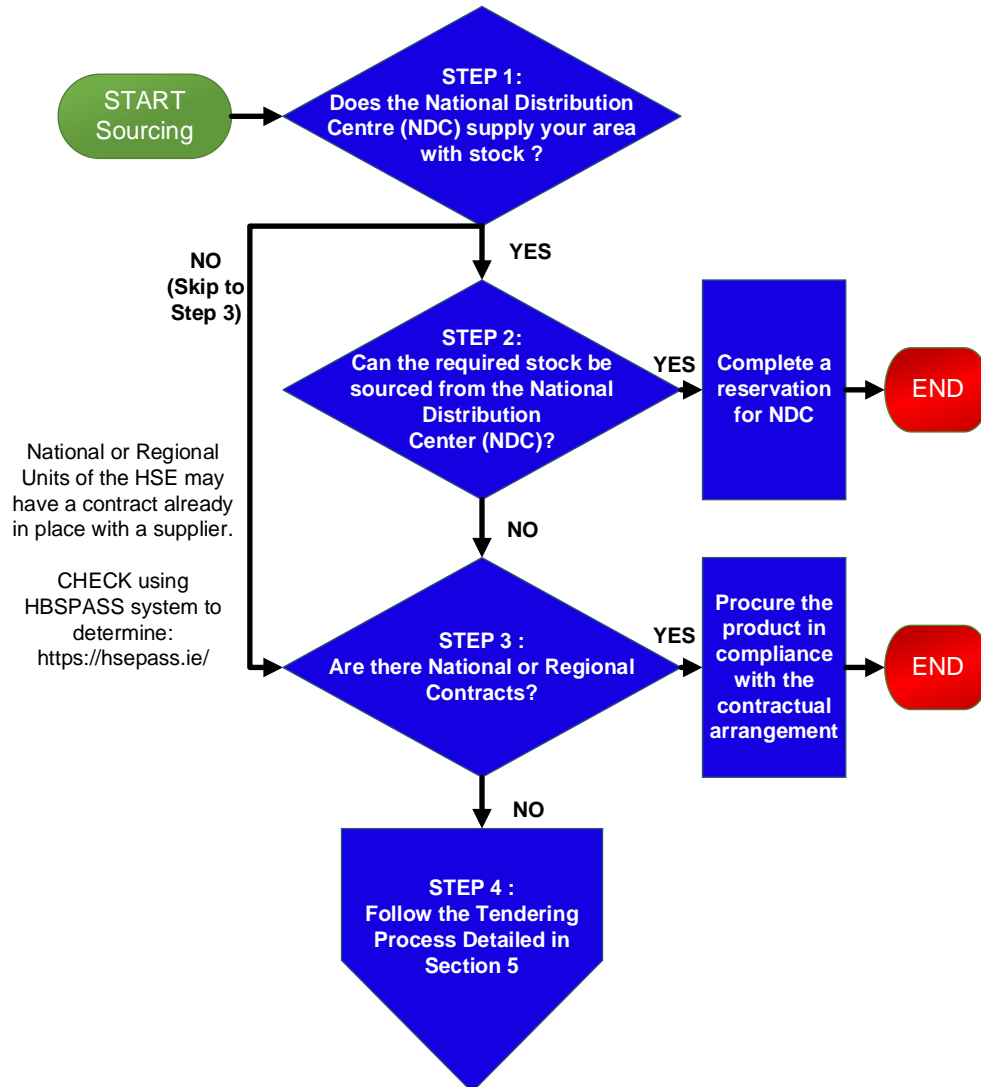 START
Sourcing
STEP 1:
Does the National Distribution
Centre (NDC) supply your area
with stock ?
NO
(Skip to
Step 3)
YES
STEP 2:
Can the required stock be
sourced from the National
Distribution
Center (NDC)?
YES
Complete a
reservation
for NDC
END
National or Regional
Units of the HSE may
have a contract already
in place with a supplier.
CHECK using
HBSPASS system to
determine:
https://hsepass.ie/
NO
STEP 3 :
Are there National or Regional
Contracts?
YES
Procure the
product in
compliance
with the
contractual
arrangement
END
NO
STEP 4 :
Follow the Tendering
Process Detailed in
Section 5